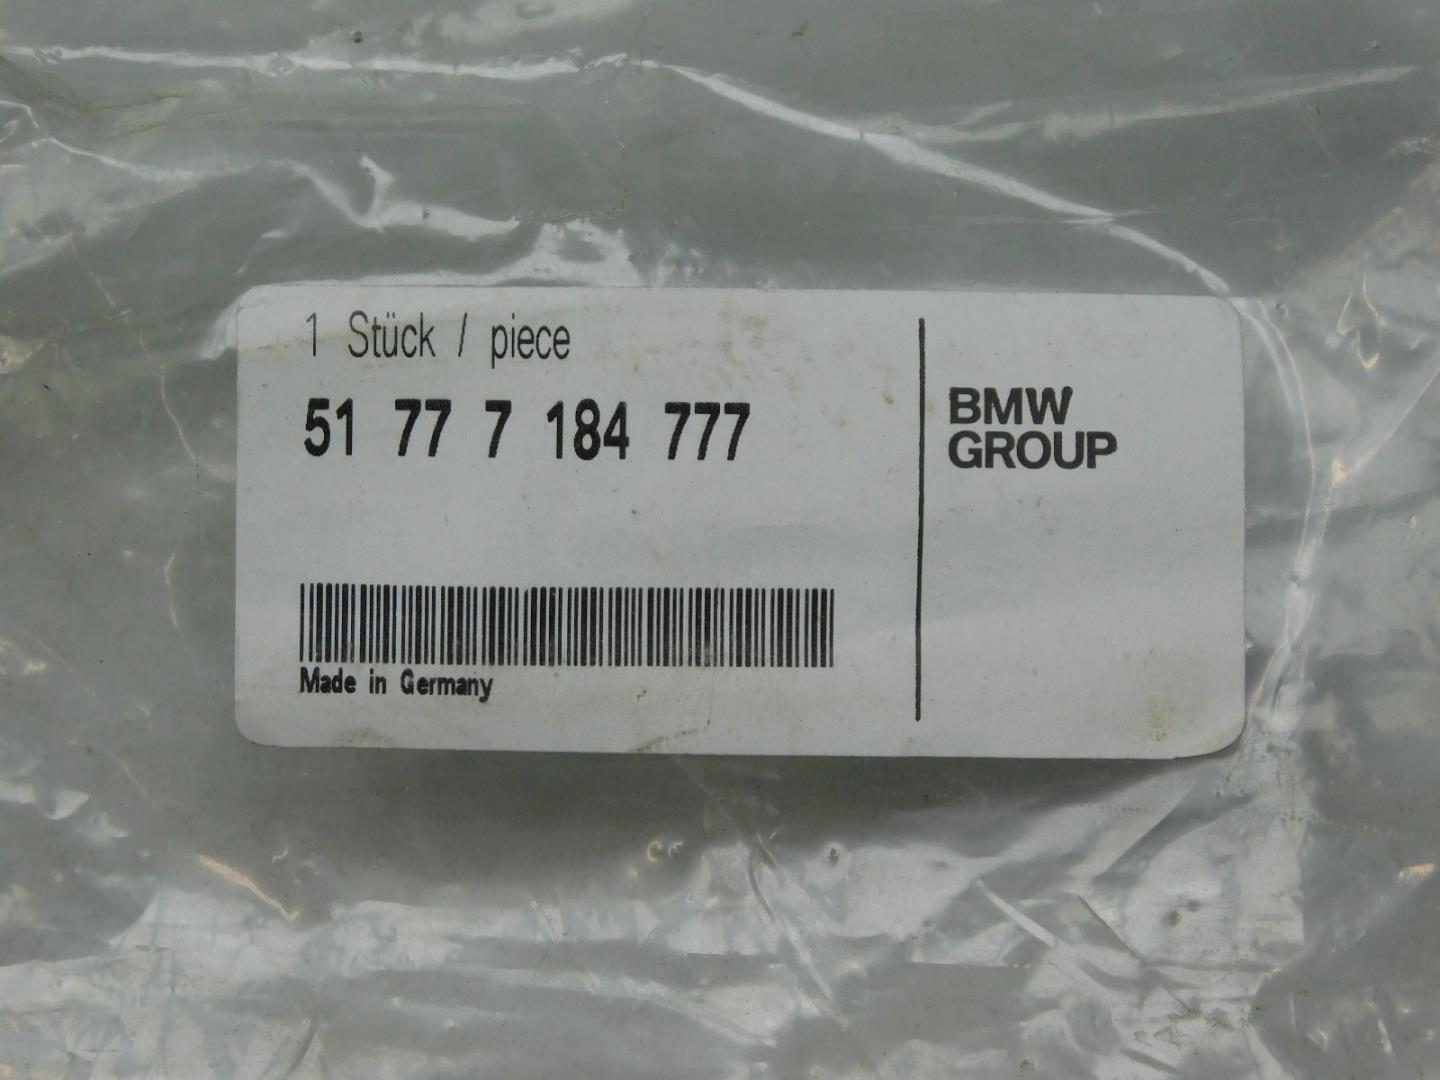 1 Stück / piece
51 77 7 184 777
BMW
GROUP
Made in Germany